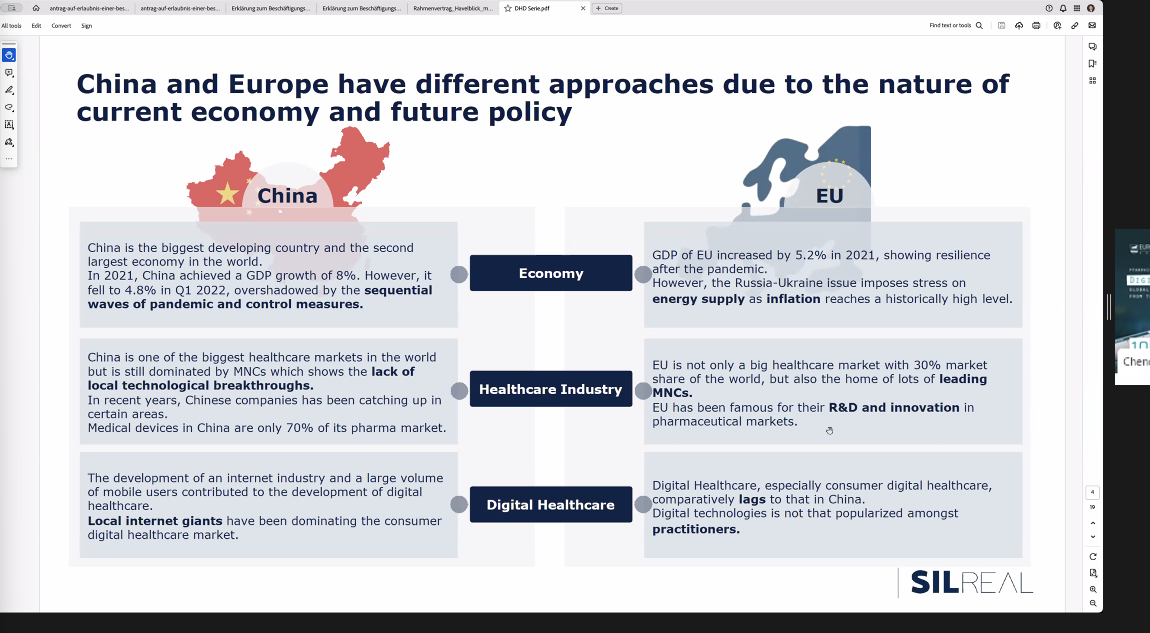 antrag-auf-erlaubnis-einer-bes...
antrag-auf-erlaubnis-einer-bes...
Erklärung zum Beschäftigungs...
Erklärung zum Beschäftigungs...
Rahmenvertrag_Havelblick_m...
DHD Serie.pdf
Create
All tools
Edit
Convert
Sign
Find text or tools
China and Europe have different approaches due to the nature of
current economy and future policy
China
EU
China is the biggest developing country and the second
largest economy in the world.
In 2021, China achieved a GDP growth of 8%. However, it
fell to 4.8% in Q1 2022, overshadowed by the sequential
waves of pandemic and control measures.
Economy
GDP of EU increased by 5.2% in 2021, showing resilience
after the pandemic.
However, the Russia-Ukraine issue imposes stress on
energy supply as inflation reaches a historically high level.
China is one of the biggest healthcare markets in the world
but is still dominated by MNCs which shows the lack of
local technological breakthroughs.
In recent years, Chinese companies has been catching up in
certain areas.
Medical devices in China are only 70% of its pharma market.
Healthcare Industry
EU is not only a big healthcare market with 30% market
share of the world, but also the home of lots of leading
MNCs.
EU has been famous for their R&D and innovation in
pharmaceutical markets.
The development of an internet industry and a large volume
of mobile users contributed to the development of digital
healthcare.
Local internet giants have been dominating the consumer
digital healthcare market.
Digital Healthcare
Digital Healthcare, especially consumer digital healthcare,
comparatively lags to that in China.
Digital technologies is not that popularized amongst
practitioners.
SILREAL
4
19